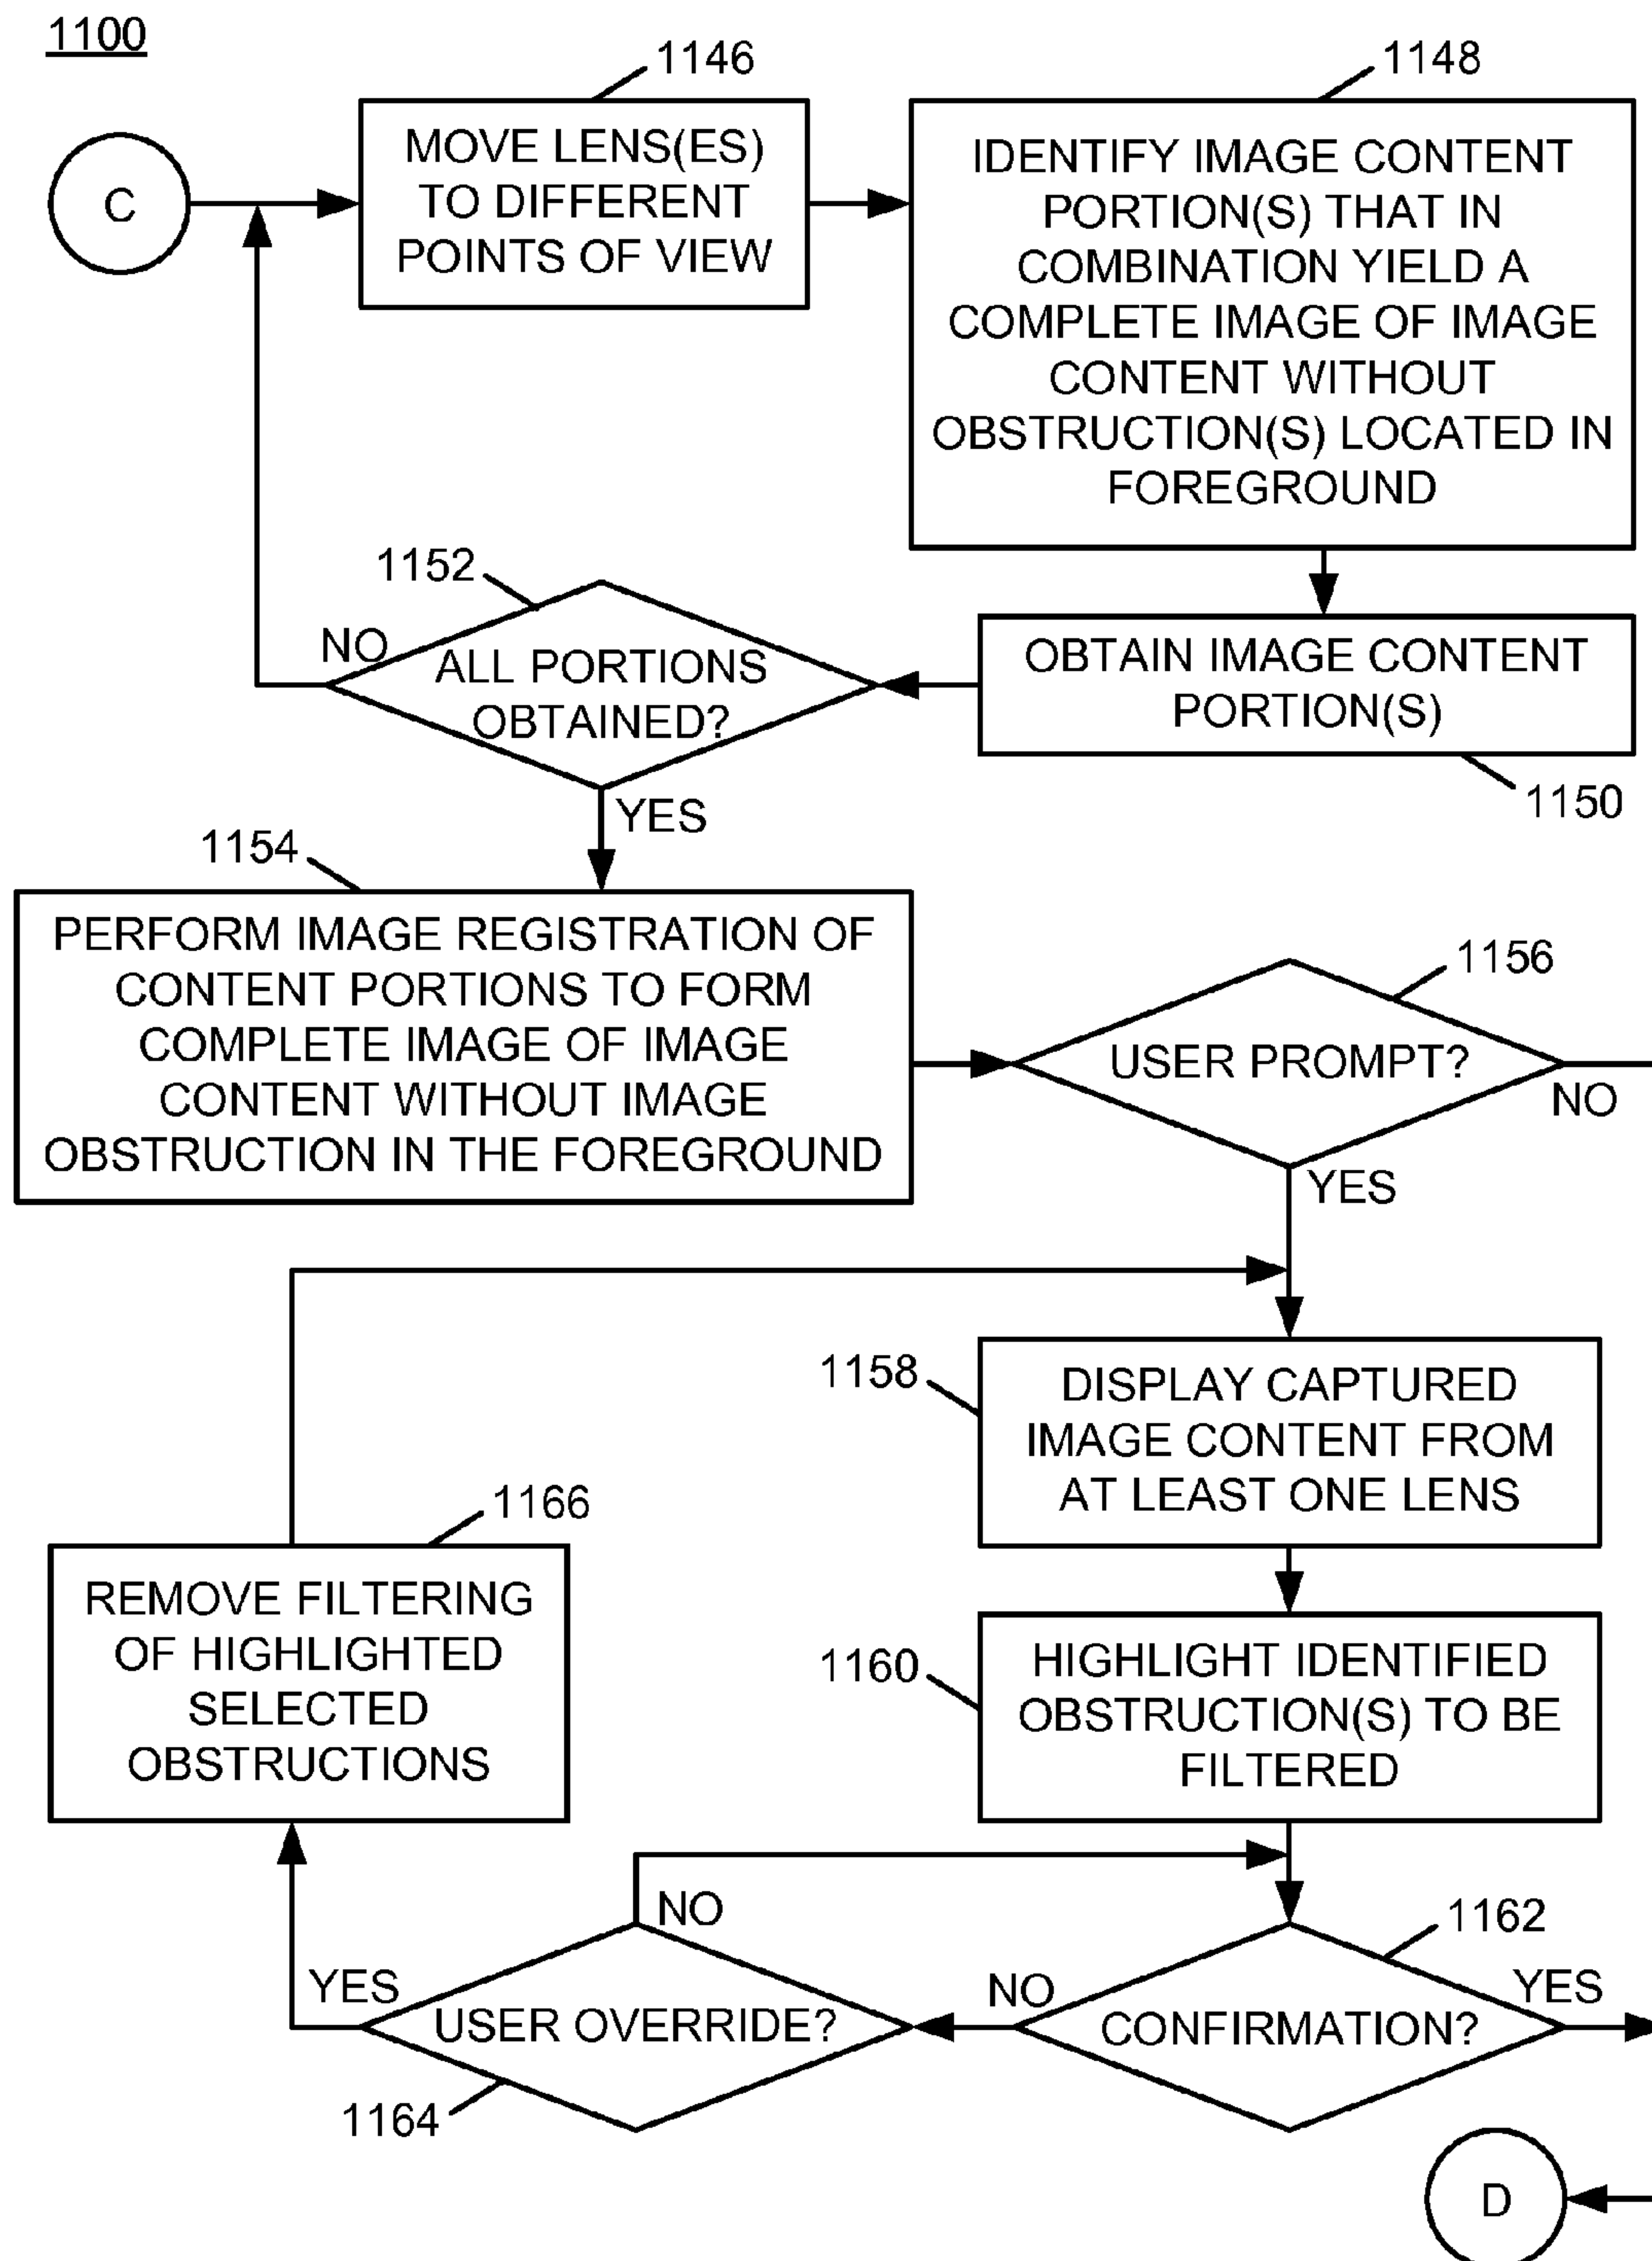 1100
1146
1148
C
MOVE LENS(ES)
TO DIFFERENT
POINTS OF VIEW
IDENTIFY IMAGE CONTENT
PORTION(S) THAT IN
COMBINATION YIELD A
COMPLETE IMAGE OF IMAGE
CONTENT WITHOUT
OBSTRUCTION(S) LOCATED IN
FOREGROUND
1152
NO
ALL PORTIONS
OBTAINED?
OBTAIN IMAGE CONTENT
PORTION(S)
1150
YES
1154
PERFORM IMAGE REGISTRATION OF
CONTENT PORTIONS TO FORM
COMPLETE IMAGE OF IMAGE
CONTENT WITHOUT IMAGE
OBSTRUCTION IN THE FOREGROUND
1156
USER PROMPT?
NO
YES
1158
DISPLAY CAPTURED
IMAGE CONTENT FROM
AT LEAST ONE LENS
1166
REMOVE FILTERING
OF HIGHLIGHTED
SELECTED
OBSTRUCTIONS
1160
HIGHLIGHT IDENTIFIED
OBSTRUCTION(S) TO BE
FILTERED
NO
1162
YES
USER OVERRIDE?
NO
CONFIRMATION?
YES
1164
D